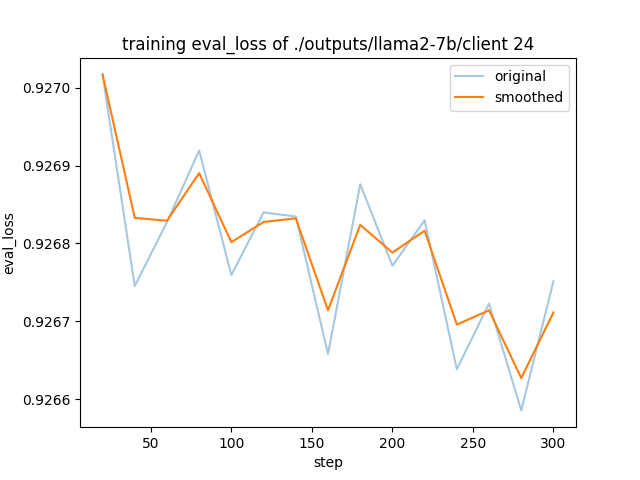 training eval_loss of ./outputs/llama2-7b/client 24
original
smoothed
0.9270
0.9269
0.9268
0.9267
0.9266
eval_loss
50
100
150
200
250
300
step